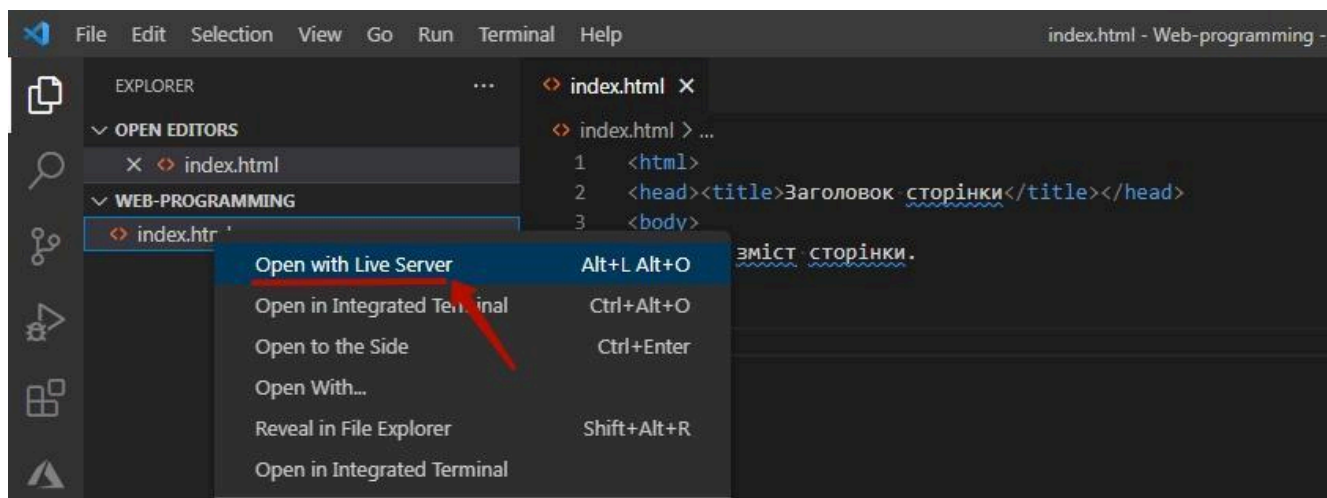 File Edit Selection View Go Run Terminal Help index.html - Web-programming -
EXPLORER ...
OPEN EDITORS
index.html
WEB-PROGRAMMING
index.html
index.html > ...
1 <html>
2 <head><title>Заголовок сторінки</title></head>
3 <body>
зміст сторінки.
Open with Live Server Alt+L Alt+O
Open in Integrated Terminal Ctrl+Alt+O
Open to the Side Ctrl+Enter
Open With...
Reveal in File Explorer Shift+Alt+R
Open in Integrated Terminal